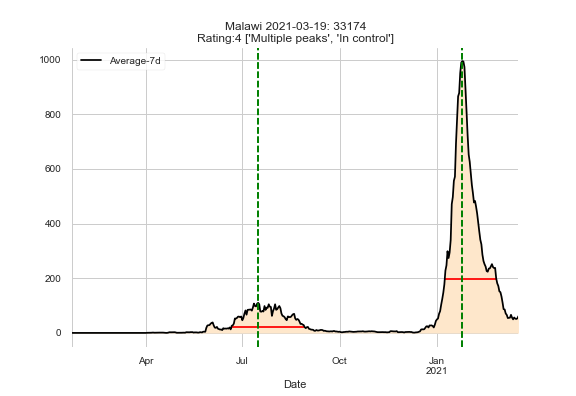 Malawi 2021-03-19: 33174
Rating:4 ['Multiple peaks', 'In control']
Average-7d
1000
800
600
400
200
0
Apr
Jul
Oct
Jan
2021
Date